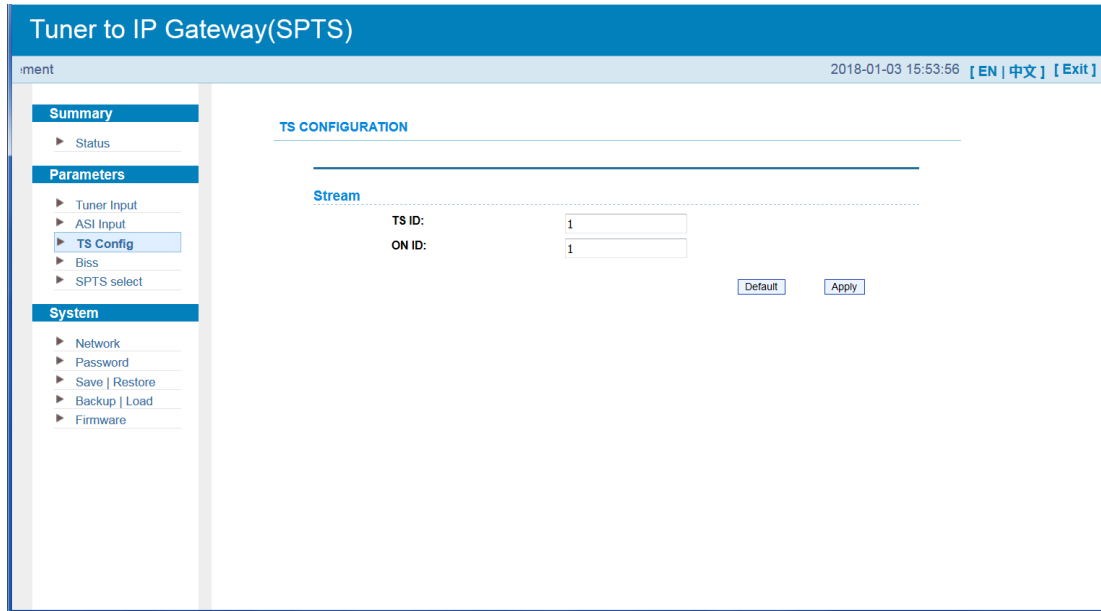 Tuner to IP Gateway(SPTS)
ement 2018-01-03 15:53:56 [ EN | 中文 ] [ Exit ]
Summary
Status
Parameters
Tuner Input
ASI Input
TS Config
Biss
SPTS select
System
Network
Password
Save | Restore
Backup | Load
Firmware
TS CONFIGURATION
Stream
TS ID: 1
ON ID: 1
Default Apply